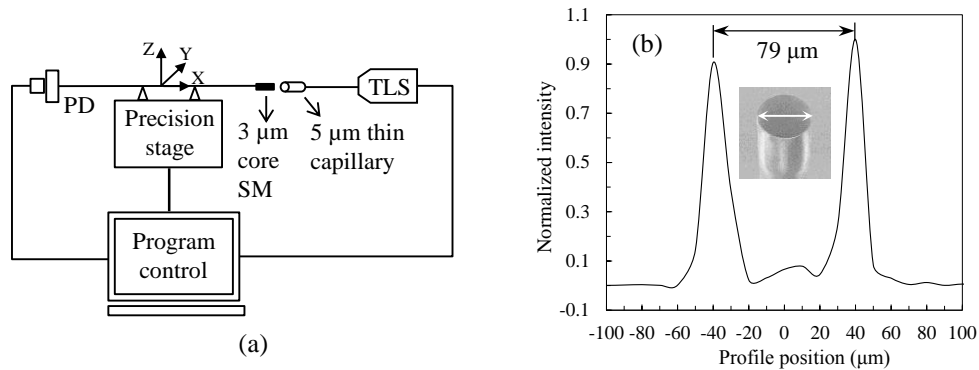 Z
Y
X
PD
TLS
Precision
stage
3 μm
core
SM
5 μm thin
capillary
Program
control
(a)
(b)
79 μm
Normalized intensity
1.1
0.9
0.7
0.5
0.3
0.1
-0.1
-100 -80 -60 -40 -20 0 20 40 60 80 100
Profile position (μm)